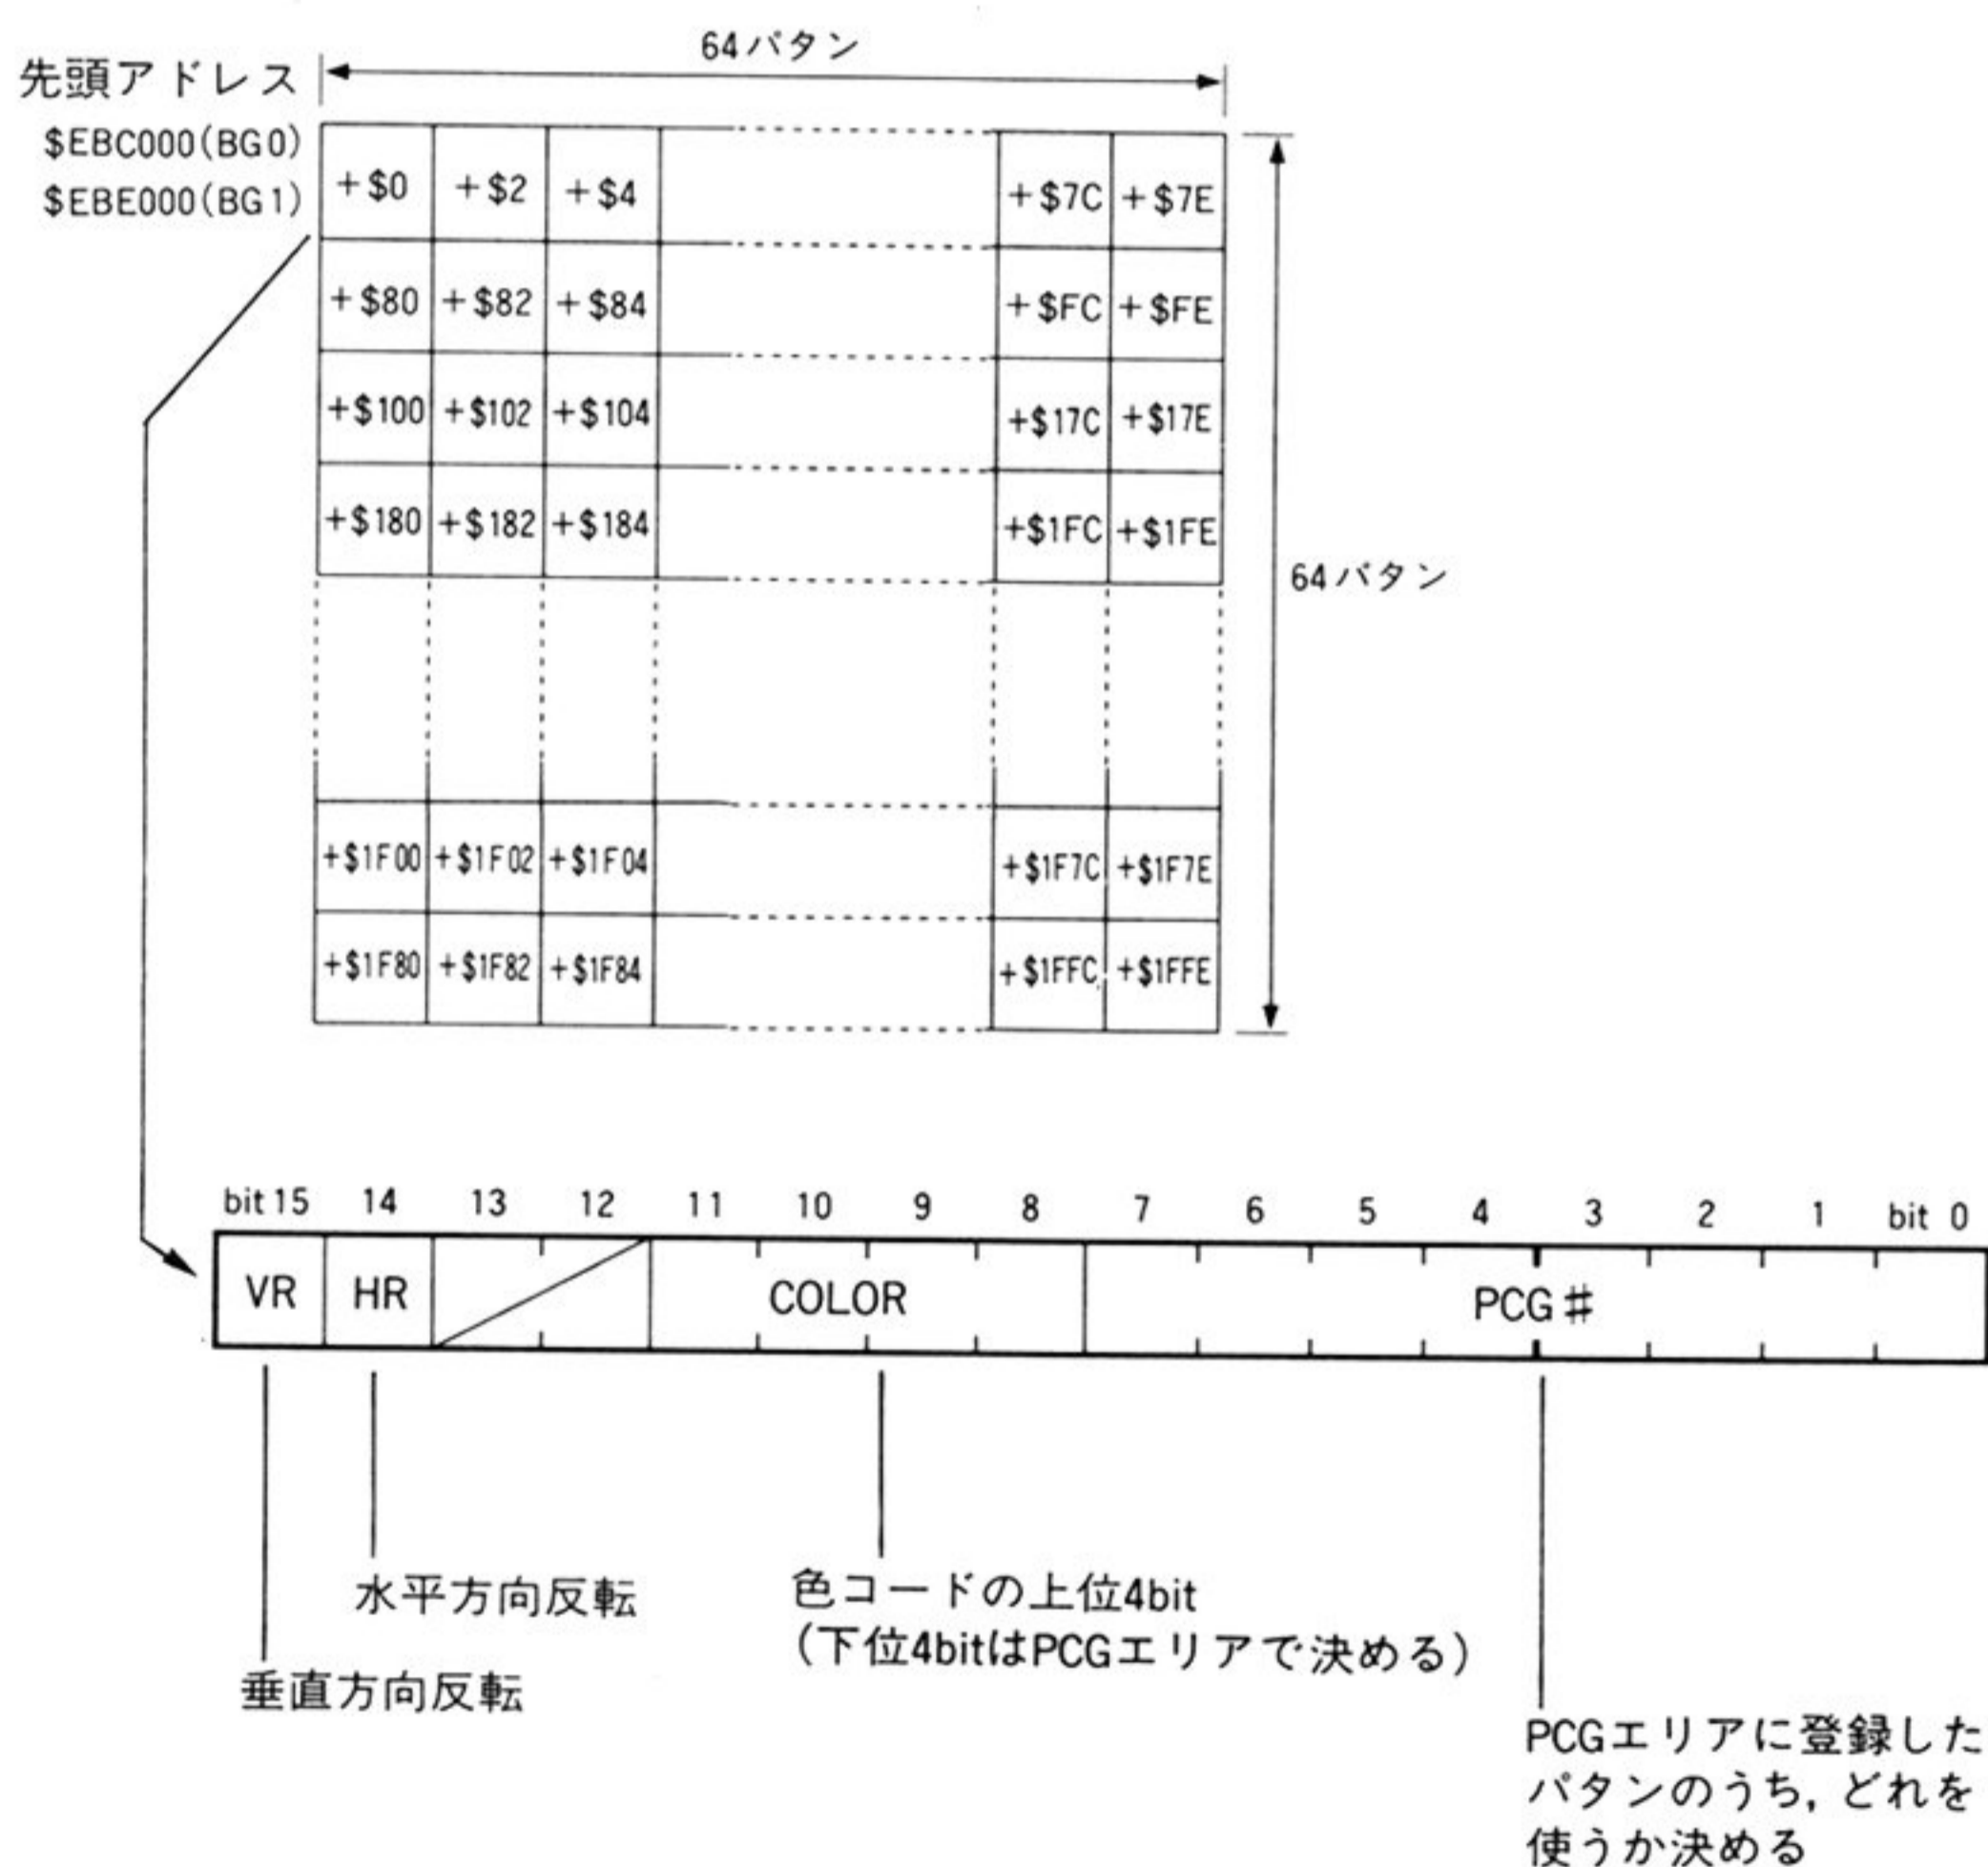 64パタン
先頭アドレス
$EBC000(BG0)
$EBE000(BG1)
+$0 +$2 +$4 +$7C +$7E
+$80 +$82 +$84 +$FC +$FE
+$100 +$102 +$104 +$17C +$17E
+$180 +$182 +$184 +$1FC +$1FE
64パタン
+$1F00 +$1F02 +$1F04 +$1F7C +$1F7E
+$1F80 +$1F82 +$1F84 +$1FFC +$1FFE
bit 15 14 13 12 11 10 9 8 7 6 5 4 3 2 1 bit 0
VR HR COLOR PCG#
水平方向反転
垂直方向反転
色コードの上位4bit
(下位4bitはPCGエリアで決める)
PCGエリアに登録した
パタンのうち,どれを
使うか決める